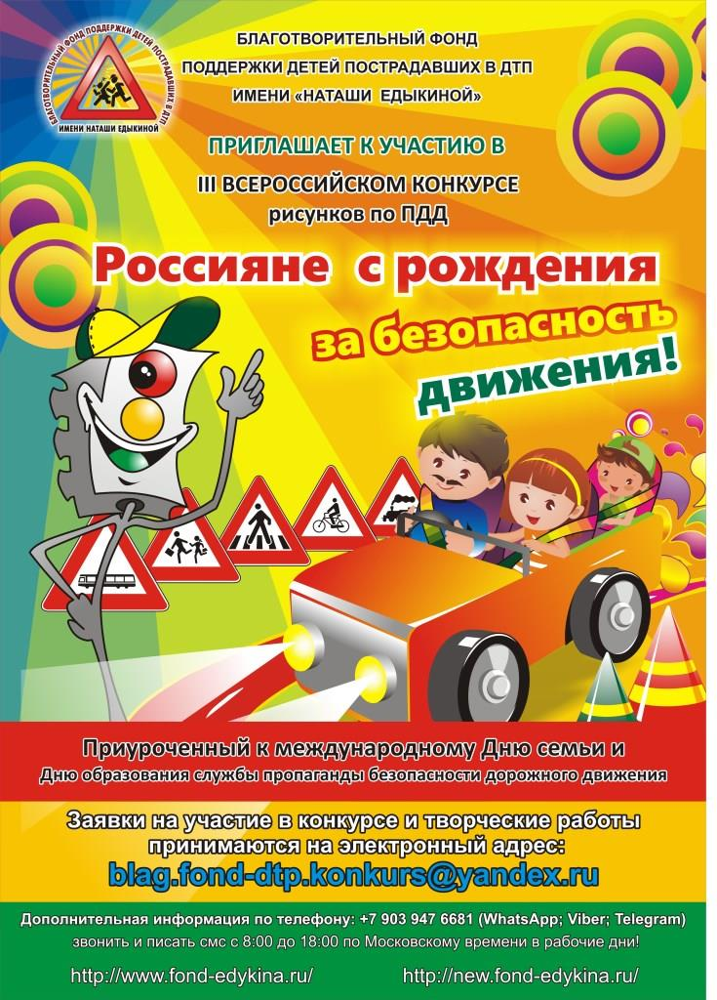 БЛАГОТВОРИТЕЛЬНЫЙ ФОНД ПОДДЕРЖКИ ДЕТЕЙ ПОСТРАДАВШИХ В ДТП
ИМЕНИ НАТАШИ ЕДЫКИНОЙ
БЛАГОТВОРИТЕЛЬНЫЙ ФОНД
ПОДДЕРЖКИ ДЕТЕЙ ПОСТРАДАВШИХ В ДТП
ИМЕНИ «НАТАШИ ЕДЫКИНОЙ»
ПРИГЛАШАЕТ К УЧАСТИЮ В
III ВСЕРОССИЙСКОМ КОНКУРСЕ
рисунков по ПДД
Россияне с рождения
за безопасность
движения!
Приуроченный к международному Дню семьи и
Дню образования службы пропаганды безопасности дорожного движения
Заявки на участие в конкурсе и творческие работы
принимаются на электронный адрес:
blag.fond-dtp.konkurs@yandex.ru
Дополнительная информация по телефону: +7 903 947 6681 (WhatsApp; Viber; Telegram)
звонить и писать смс с 8:00 до 18:00 по Московскому времени в рабочие дни!
http://www.fond-edykina.ru/ http://new.fond-edykina.ru/